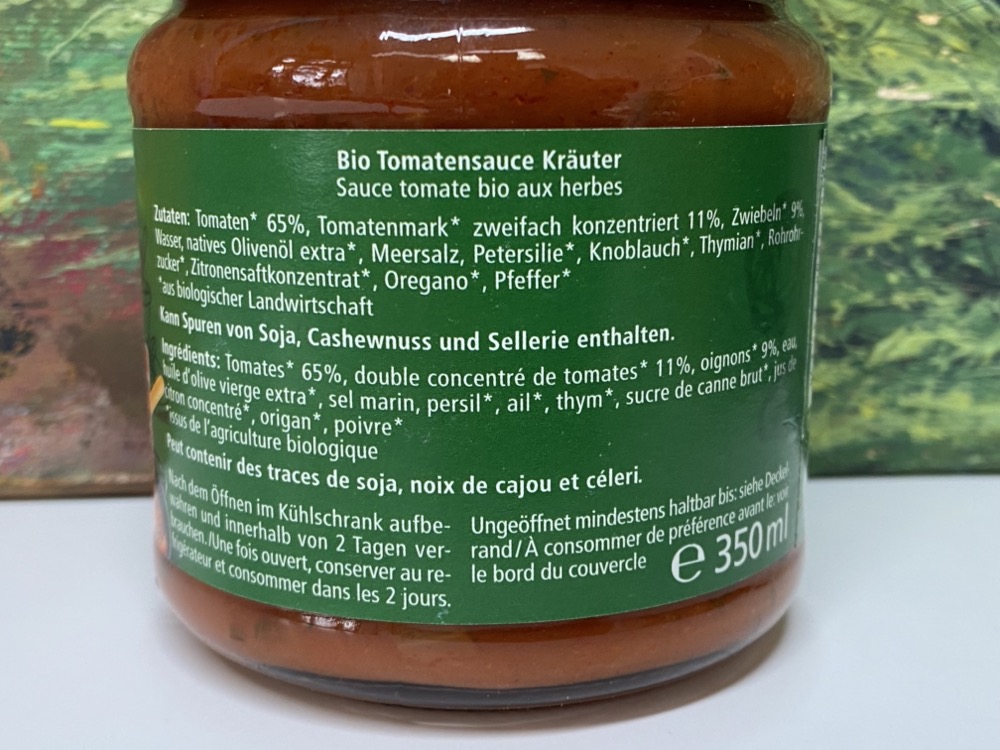 Bio Tomatensauce Kräuter
Sauce tomate bio aux herbes
Zutaten: Tomaten* 65%, Tomatenmark* zweifach konzentriert 11%, Zwiebeln* 9%,
Wasser, natives Olivenöl extra*, Meersalz, Petersilie*, Knoblauch*, Thymian*, Rohrohr-
zucker*, Zitronensaftkonzentrat*, Oregano*, Pfeffer*
*aus biologischer Landwirtschaft
Kann Spuren von Soja, Cashewnuss und Sellerie enthalten.
Ingrédients: Tomates* 65%, double concentré de tomates* 11%, oignons* 9%, eau,
huile d'olive vierge extra*, sel marin, persil*, ail*, thym*, sucre de canne brut*, jus de
citron concentré*, origan*, poivre*
*issus de l'agriculture biologique
Peut contenir des traces de soja, noix de cajou et céleri.
Nach dem Öffnen im Kühlschrank aufbe-
wahren und innerhalb von 2 Tagen ver-
brauchen./Une fois ouvert, conserver au re-
frigérateur et consommer dans les 2 jours.
Ungeöffnet mindestens haltbar bis: siehe Deckel-
rand/À consommer de préférence avant le: voir
le bord du couvercle
e 350 ml